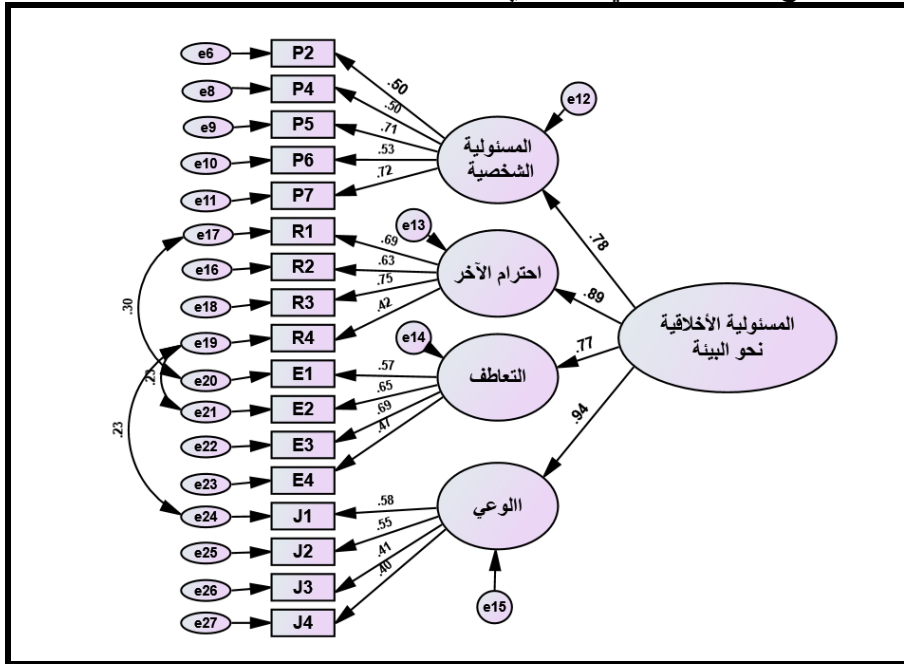 e6
P2
e8
P4
e9
P5
e10
P6
e11
P7
e17
R1
e16
R2
e18
R3
e19
R4
e20
E1
e21
E2
e22
E3
e23
E4
e24
J1
e25
J2
e26
J3
e27
J4
.50
.50
.71
.53
.72
.69
.63
.75
.42
.57
.65
.69
.47
.58
.55
.41
.40
.30
.23
.23
e12
المسئولية
الشخصية
e13
احترام الآخر
e14
التعاطف
االوعي
e15
.78
.89
.77
.94
المسئولية الأخلاقية
نحو البيئة